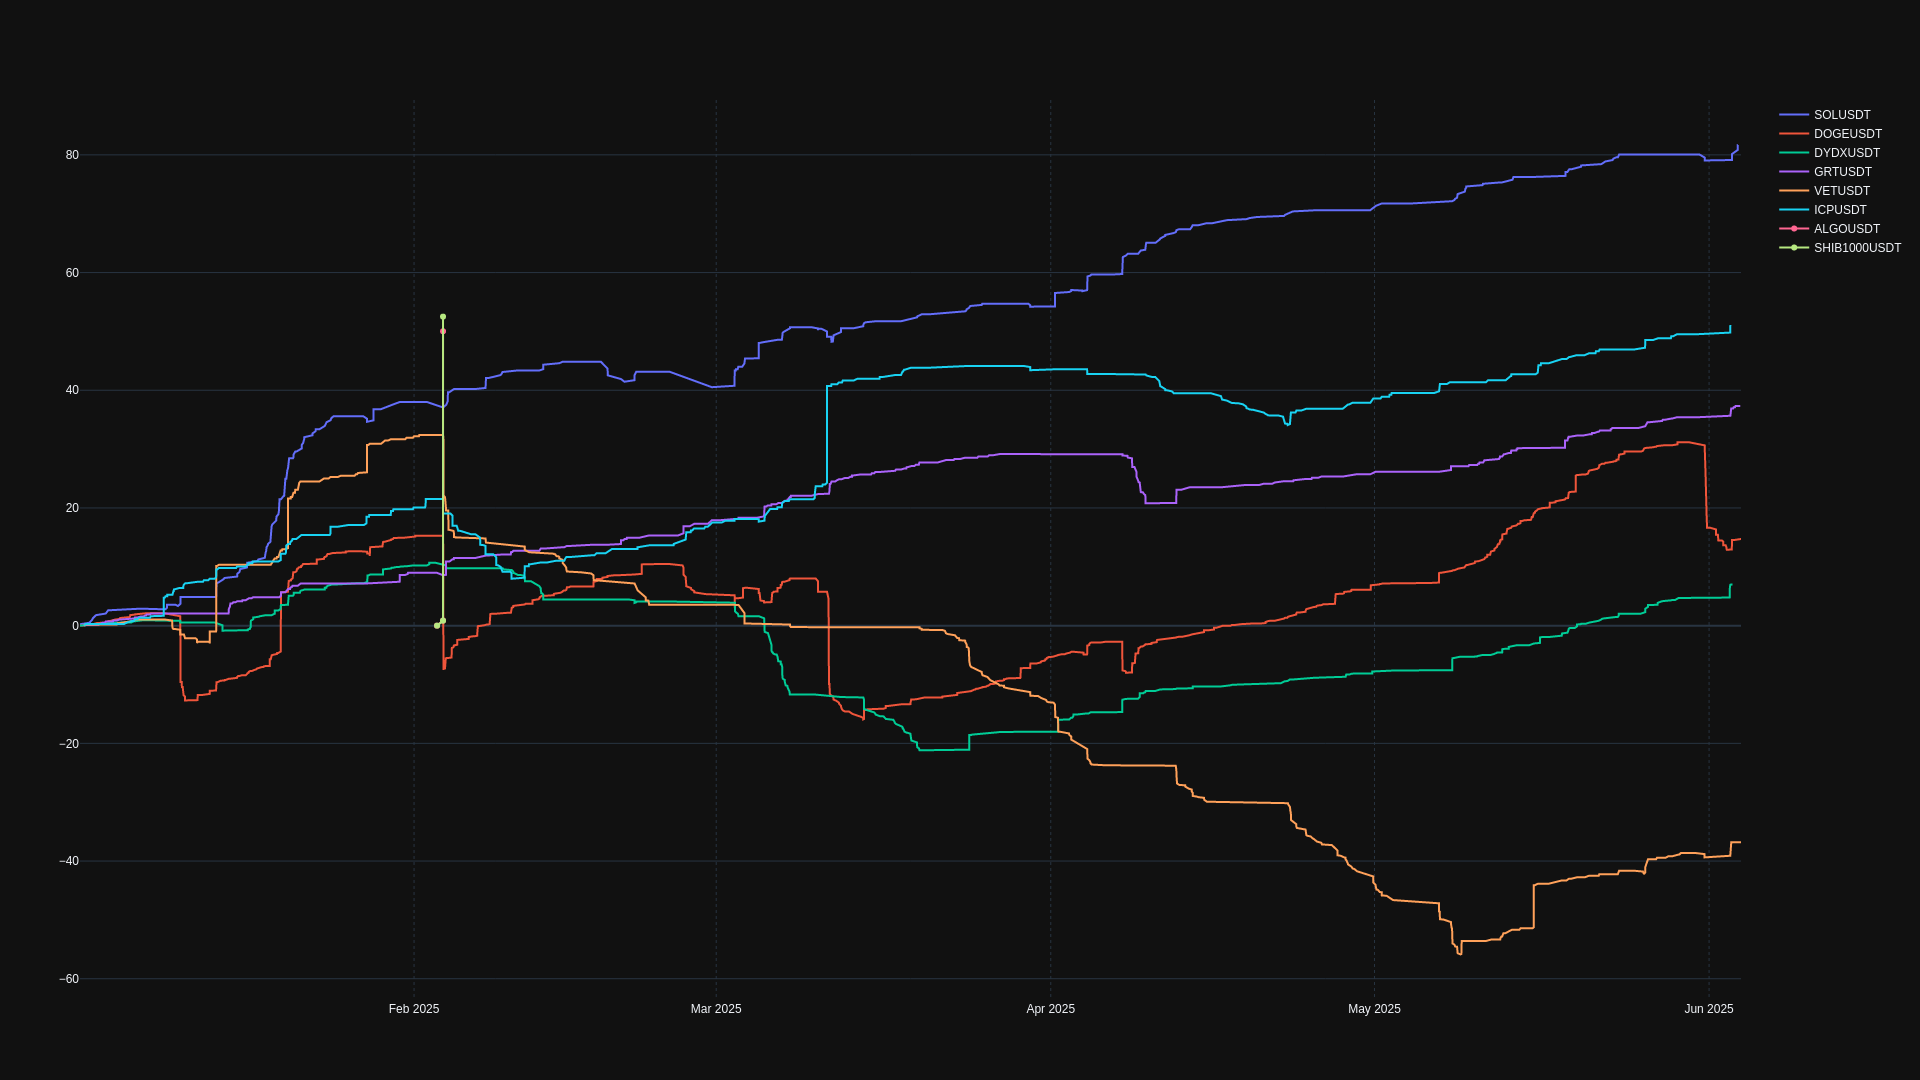 SOLUSDT
DOGEUSDT
DYDXUSDT
GRTUSDT
VETUSDT
ICPUSDT
ALGOUSDT
SHIB1000USDT
80
60
40
20
0
−20
−40
−60
Feb 2025
Mar 2025
Apr 2025
May 2025
Jun 2025